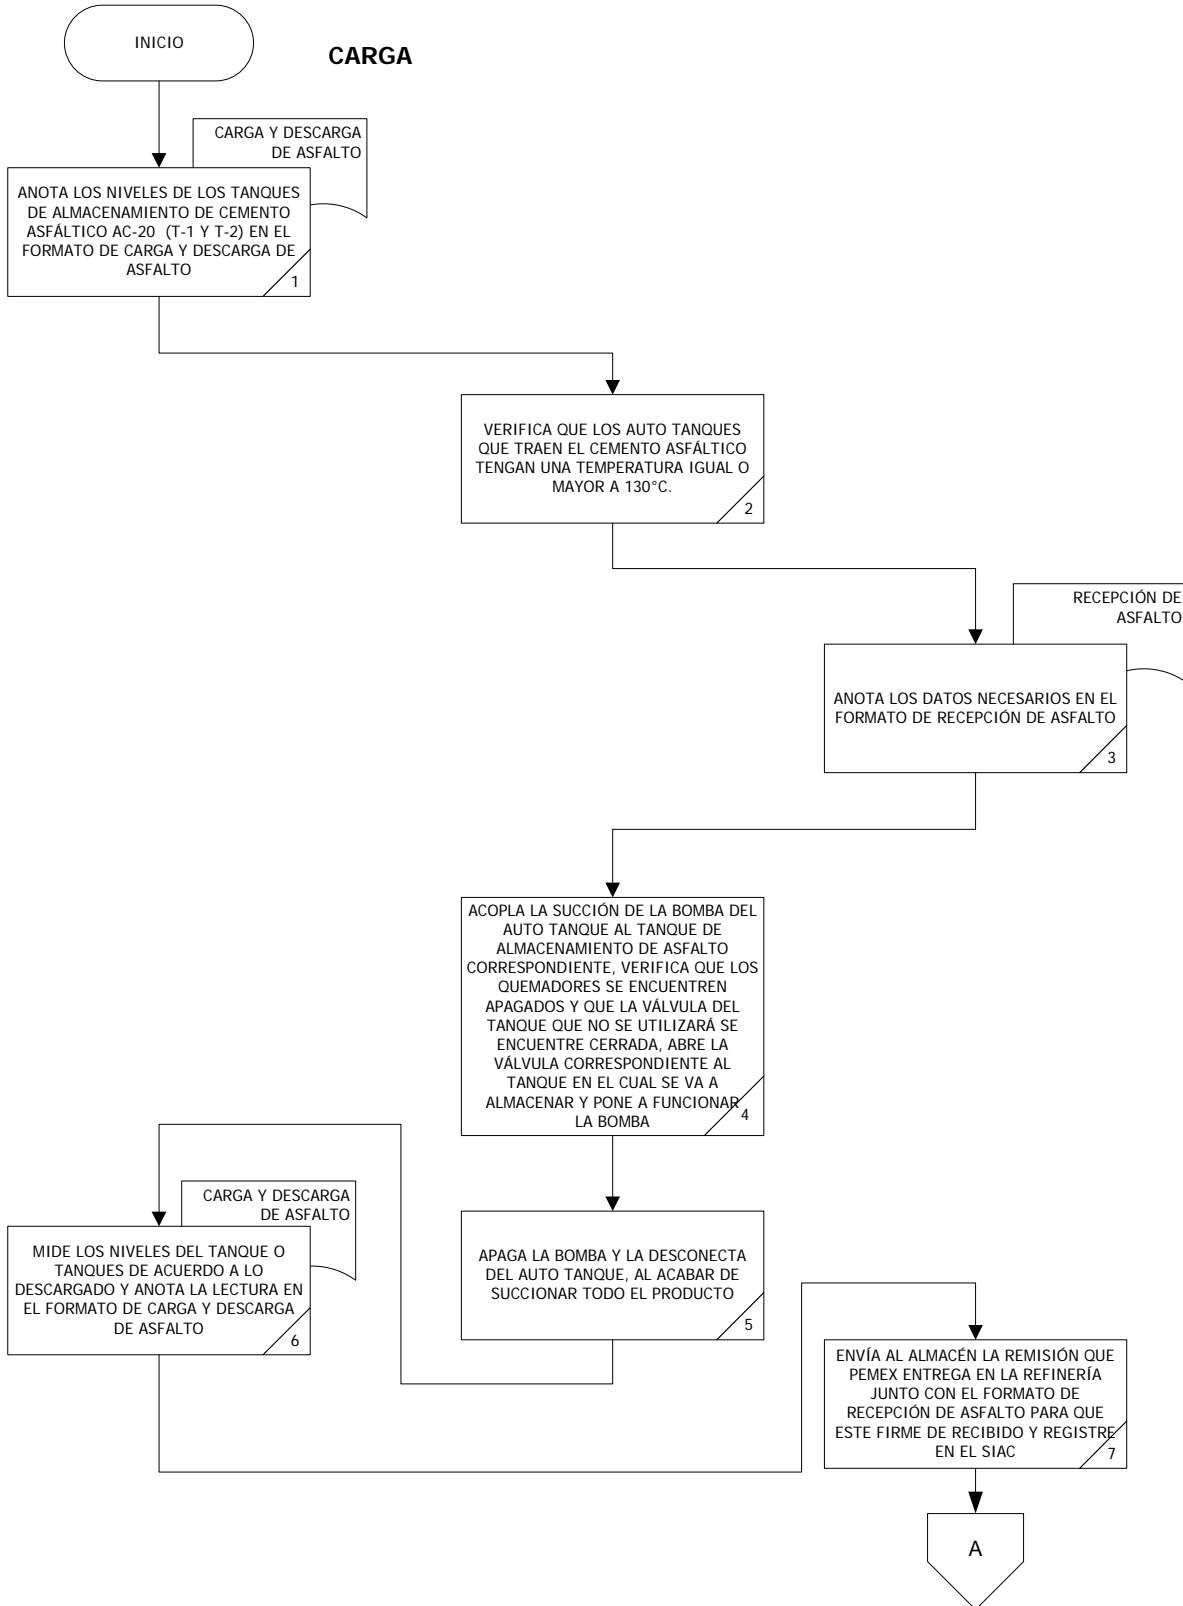 INICIO
CARGA
CARGA Y DESCARGA
DE ASFALTO
ANOTA LOS NIVELES DE LOS TANQUES
DE ALMACENAMIENTO DE CEMENTO
ASFÁLTICO AC-20 (T-1 Y T-2) EN EL
FORMATO DE CARGA Y DESCARGA DE
ASFALTO
1
VERIFICA QUE LOS AUTO TANQUES
QUE TRAEN EL CEMENTO ASFÁLTICO
TENGAN UNA TEMPERATURA IGUAL O
MAYOR A 130°C.
2
RECEPCIÓN DE
ASFALTO
ANOTA LOS DATOS NECESARIOS EN EL
FORMATO DE RECEPCIÓN DE ASFALTO
3
ACOPLA LA SUCCIÓN DE LA BOMBA DEL
AUTO TANQUE AL TANQUE DE
ALMACENAMIENTO DE ASFALTO
CORRESPONDIENTE, VERIFICA QUE LOS
QUEMADORES SE ENCUENTREN
APAGADOS Y QUE LA VÁLVULA DEL
TANQUE QUE NO SE UTILIZARÁ SE
ENCUENTRE CERRADA, ABRE LA
VÁLVULA CORRESPONDIENTE AL
TANQUE EN EL CUAL SE VA A
ALMACENAR Y PONE A FUNCIONAR
LA BOMBA
4
APAGA LA BOMBA Y LA DESCONECTA
DEL AUTO TANQUE, AL ACABAR DE
SUCCIONAR TODO EL PRODUCTO
5
CARGA Y DESCARGA
DE ASFALTO
MIDE LOS NIVELES DEL TANQUE O
TANQUES DE ACUERDO A LO
DESCARGADO Y ANOTA LA LECTURA EN
EL FORMATO DE CARGA Y DESCARGA
DE ASFALTO
6
ENVÍA AL ALMACÉN LA REMISIÓN QUE
PEMEX ENTREGA EN LA REFINERÍA
JUNTO CON EL FORMATO DE
RECEPCIÓN DE ASFALTO PARA QUE
ESTE FIRME DE RECIBIDO Y REGISTRE
EN EL SIAC
7
A